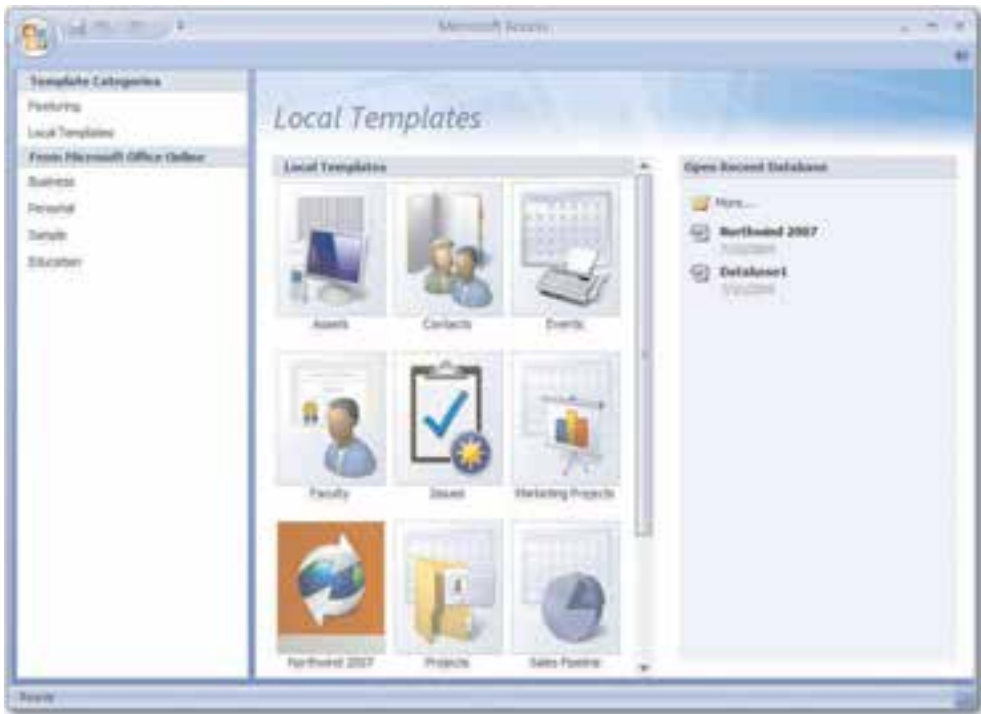 Microsoft Access
Template Categories
Featuring
Local Templates
From Microsoft Office Online
Business
Personal
Sample
Education
Local Templates
Local Templates
Assets
Contacts
Events
Faculty
Issues
Marketing Projects
Northwind 2007
Projects
Sales Pipeline
Open Recent Database
More...
Northwind 2007
Database1
Ready